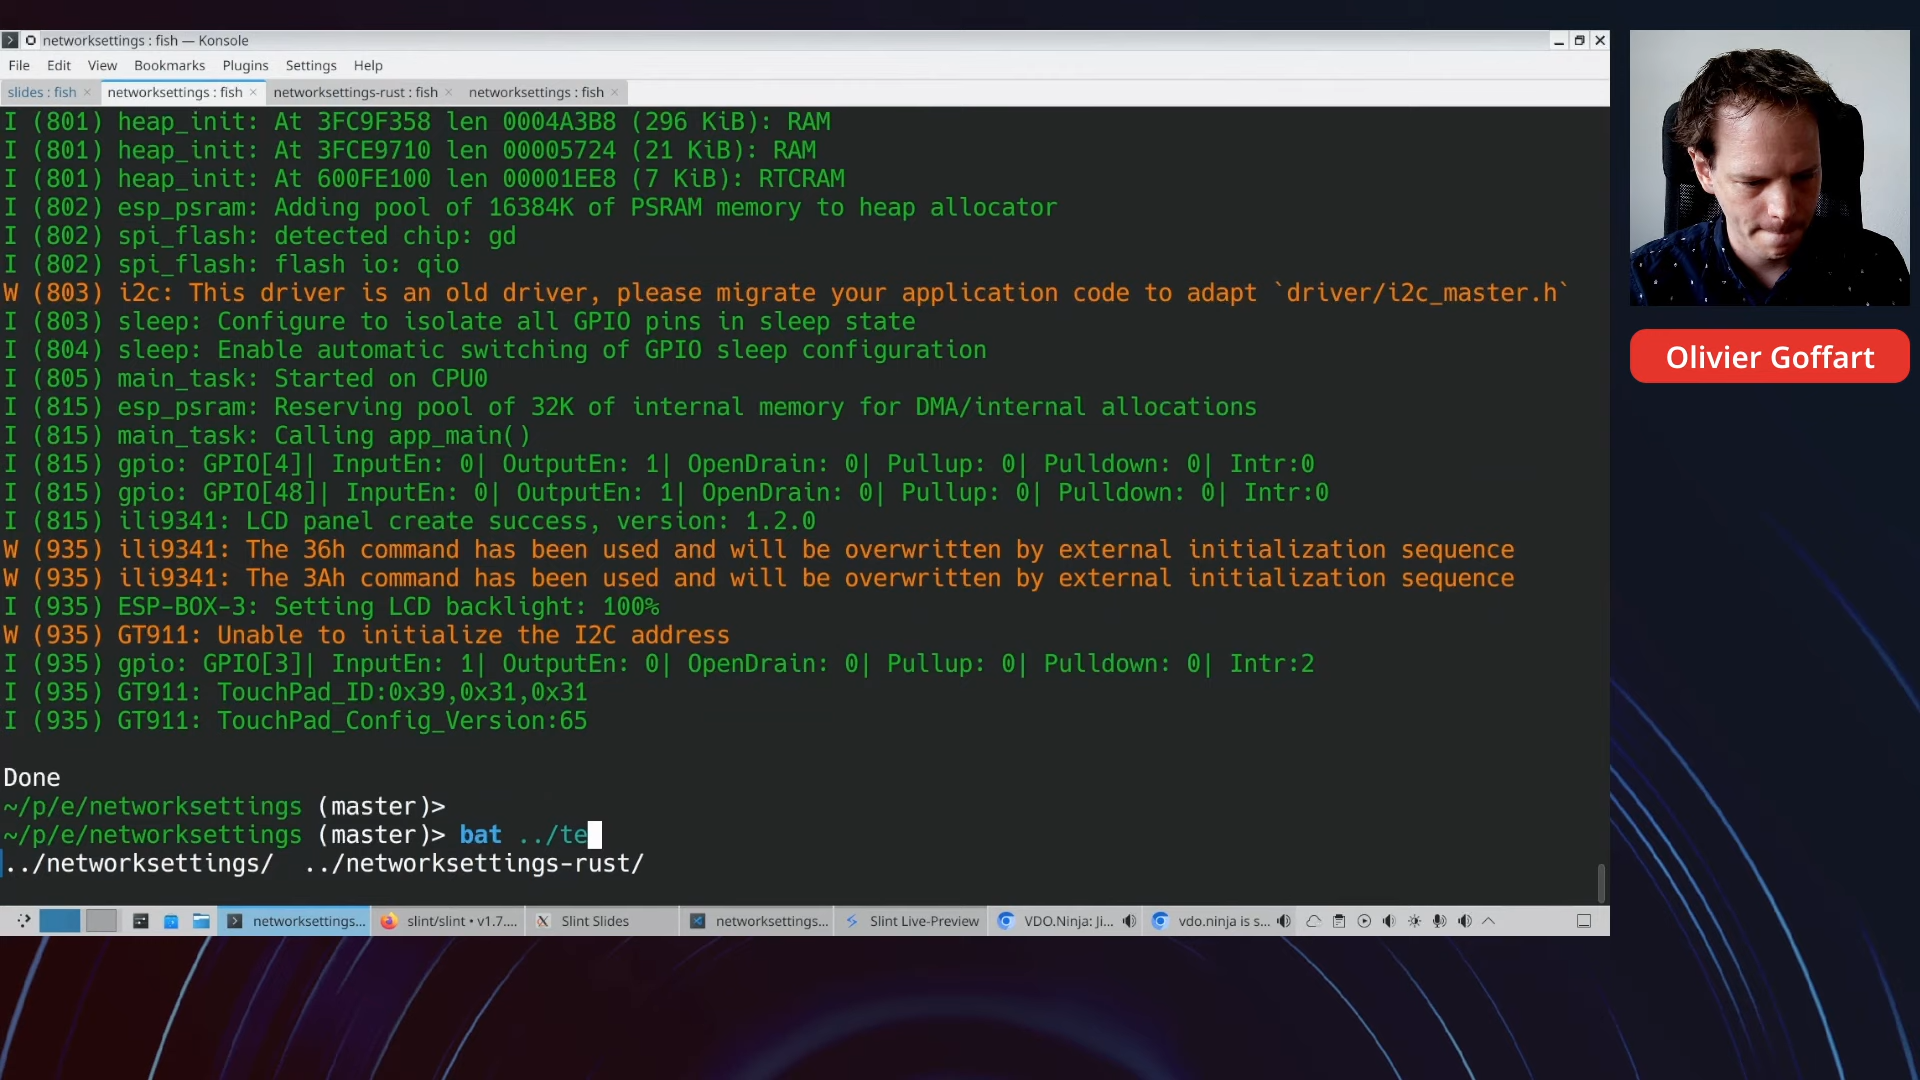 networksettings : fish — Konsole
File Edit View Bookmarks Plugins Settings Help
slides : fish networksettings : fish networksettings-rust : fish networksettings : fish
I (801) heap_init: At 3FC9F358 len 0004A3B8 (296 KiB): RAM
I (801) heap_init: At 3FCE9710 len 00005724 (21 KiB): RAM
I (801) heap_init: At 600FE100 len 00001EE8 (7 KiB): RTCRAM
I (802) esp_psram: Adding pool of 16384K of PSRAM memory to heap allocator
I (802) spi_flash: detected chip: gd
I (802) spi_flash: flash io: qio
W (803) i2c: This driver is an old driver, please migrate your application code to adapt `driver/i2c_master.h`
I (803) sleep: Configure to isolate all GPIO pins in sleep state
I (804) sleep: Enable automatic switching of GPIO sleep configuration
I (805) main_task: Started on CPU0
I (815) esp_psram: Reserving pool of 32K of internal memory for DMA/internal allocations
I (815) main_task: Calling app_main()
I (815) gpio: GPIO[4]| InputEn: 0| OutputEn: 1| OpenDrain: 0| Pullup: 0| Pulldown: 0| Intr:0
I (815) gpio: GPIO[48]| InputEn: 0| OutputEn: 1| OpenDrain: 0| Pullup: 0| Pulldown: 0| Intr:0
I (815) ili9341: LCD panel create success, version: 1.2.0
W (935) ili9341: The 36h command has been used and will be overwritten by external initialization sequence
W (935) ili9341: The 3Ah command has been used and will be overwritten by external initialization sequence
I (935) ESP-BOX-3: Setting LCD backlight: 100%
W (935) GT911: Unable to initialize the I2C address
I (935) gpio: GPIO[3]| InputEn: 1| OutputEn: 0| OpenDrain: 0| Pullup: 0| Pulldown: 0| Intr:2
I (935) GT911: TouchPad_ID:0x39,0x31,0x31
I (935) GT911: TouchPad_Config_Version:65
Done
~/p/e/networksettings (master)>
~/p/e/networksettings (master)> bat ../te
../networksettings/ ../networksettings-rust/
networksettings... slint/slint • v1.7.... Slint Slides networksettings... Slint Live-Preview VDO.Ninja: Ji... vdo.ninja is s...
Olivier Goffart